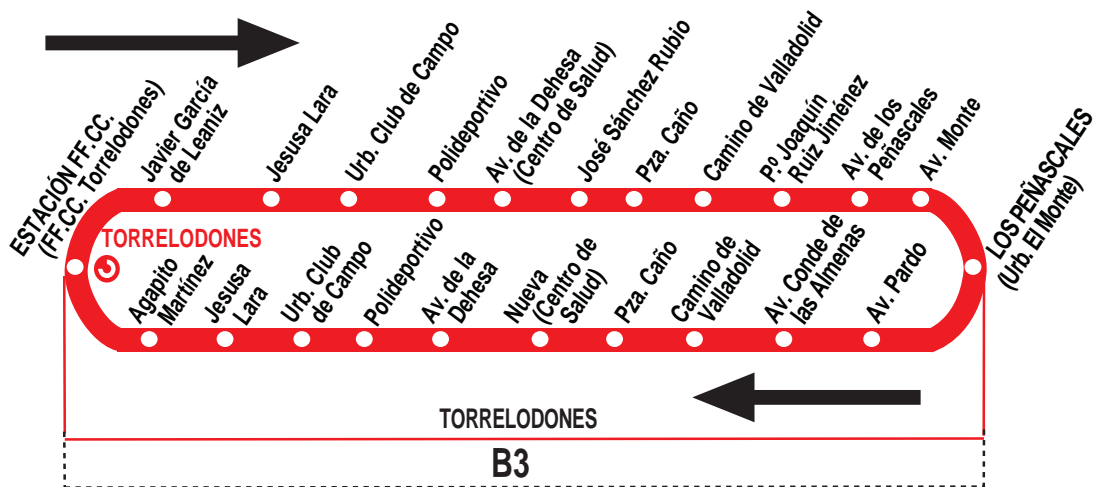 ESTACIÓN FF.CC.
(FF.CC. Torrelodones)
Javier García
de Leaniz
Jesusa Lara
Urb. Club de Campo
Polideportivo
Av. de la Dehesa
(Centro de Salud)
José Sánchez Rubio
Pza. Caño
Camino de Valladolid
Pº Joaquín
Ruiz Jiménez
Av. de los
Peñascales
Av. Monte
LOS PEÑASCALES
(Urb. El Monte)
TORRELODONES
Agapito
Martínez
Jesusa
Lara
Urb. Club
de Campo
Polideportivo
Av. de la
Dehesa
Nueva
(Centro de
Salud)
Pza. Caño
Camino de
Valladolid
Av. Conde de
las Almenas
Av. Pardo
TORRELODONES
B3